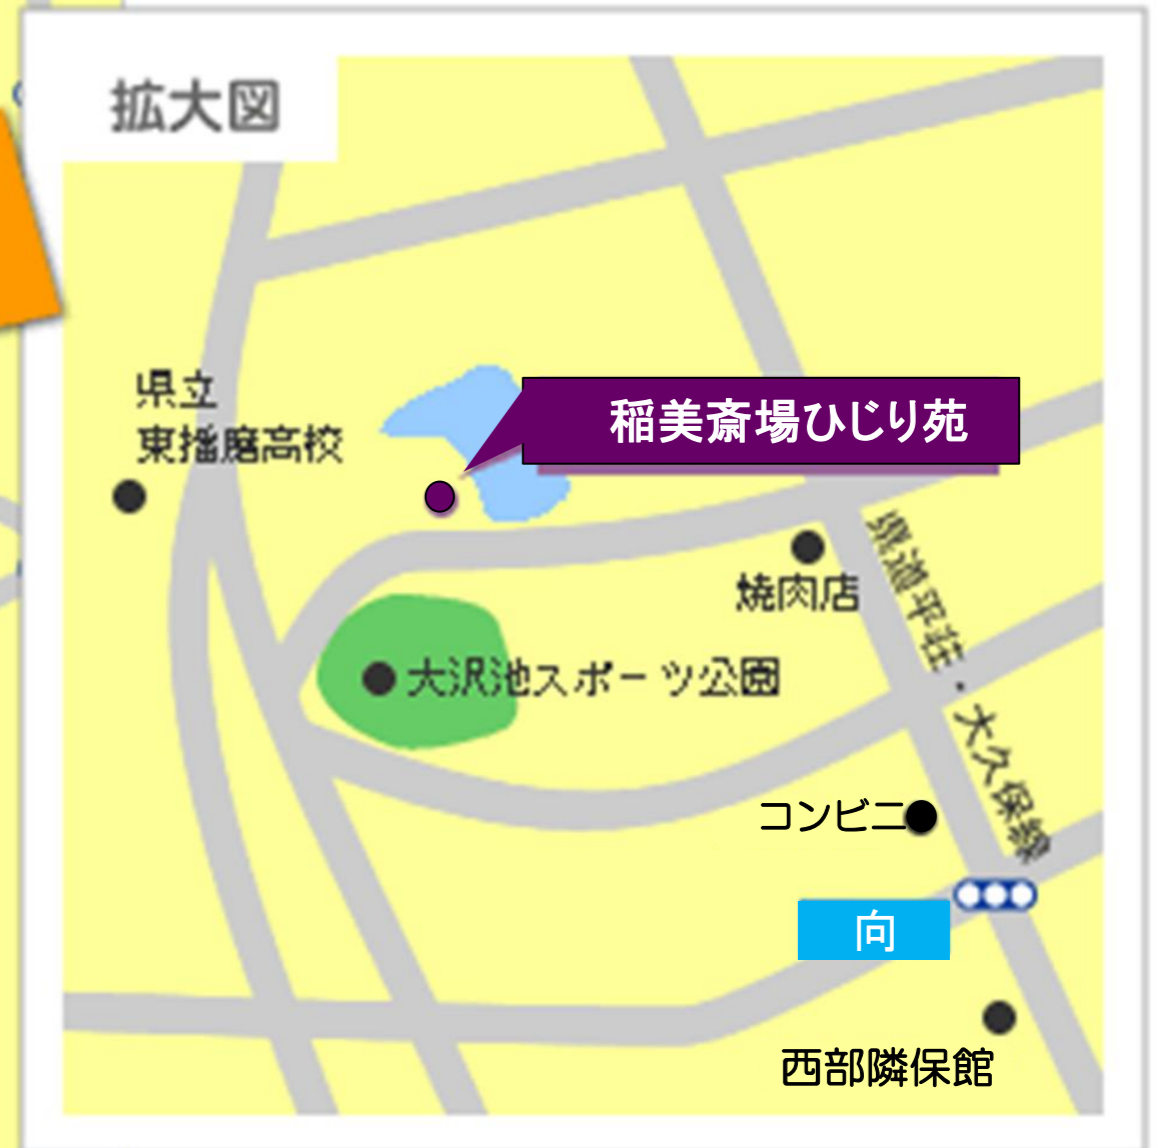 拡大図
県立
東播磨高校
稲美斎場ひじり苑
焼肉店
県道平荘・大久保線
大沢池スポーツ公園
コンビニ
向
西部隣保館